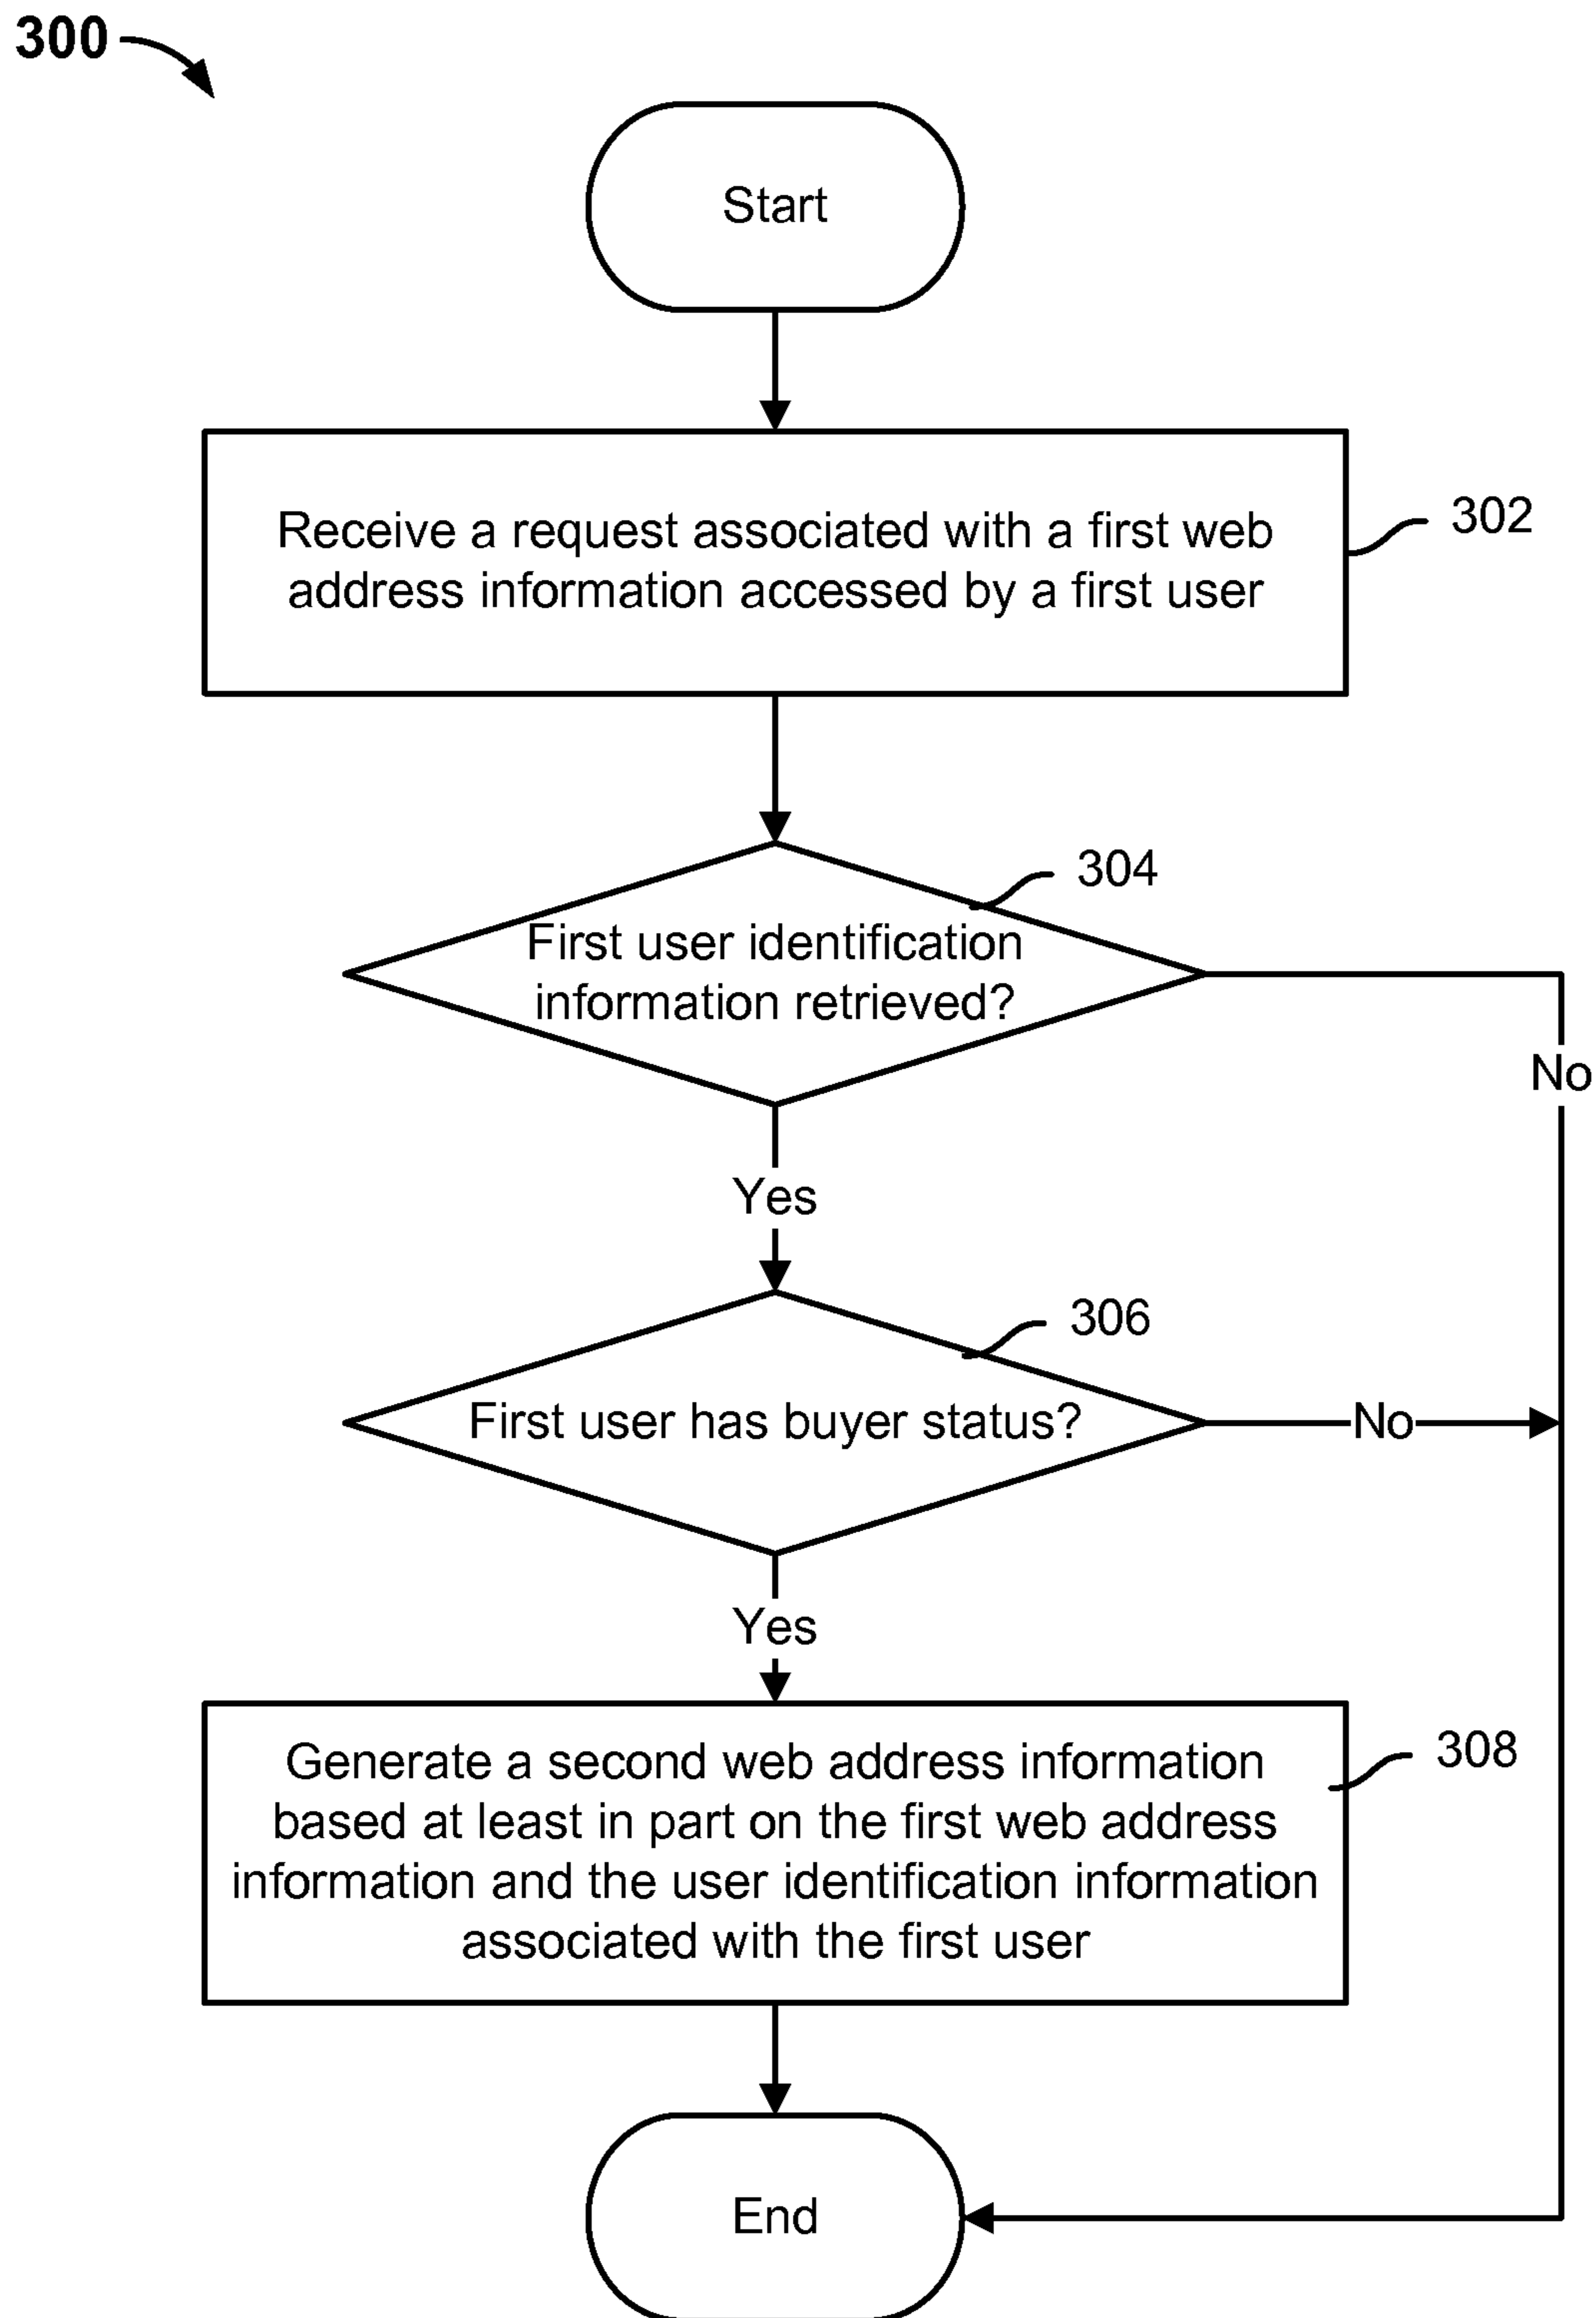 300
Start
Receive a request associated with a first web
address information accessed by a first user
302
304
First user identification
information retrieved?
No
Yes
306
First user has buyer status?
No
Yes
Generate a second web address information
based at least in part on the first web address
information and the user identification information
associated with the first user
308
End